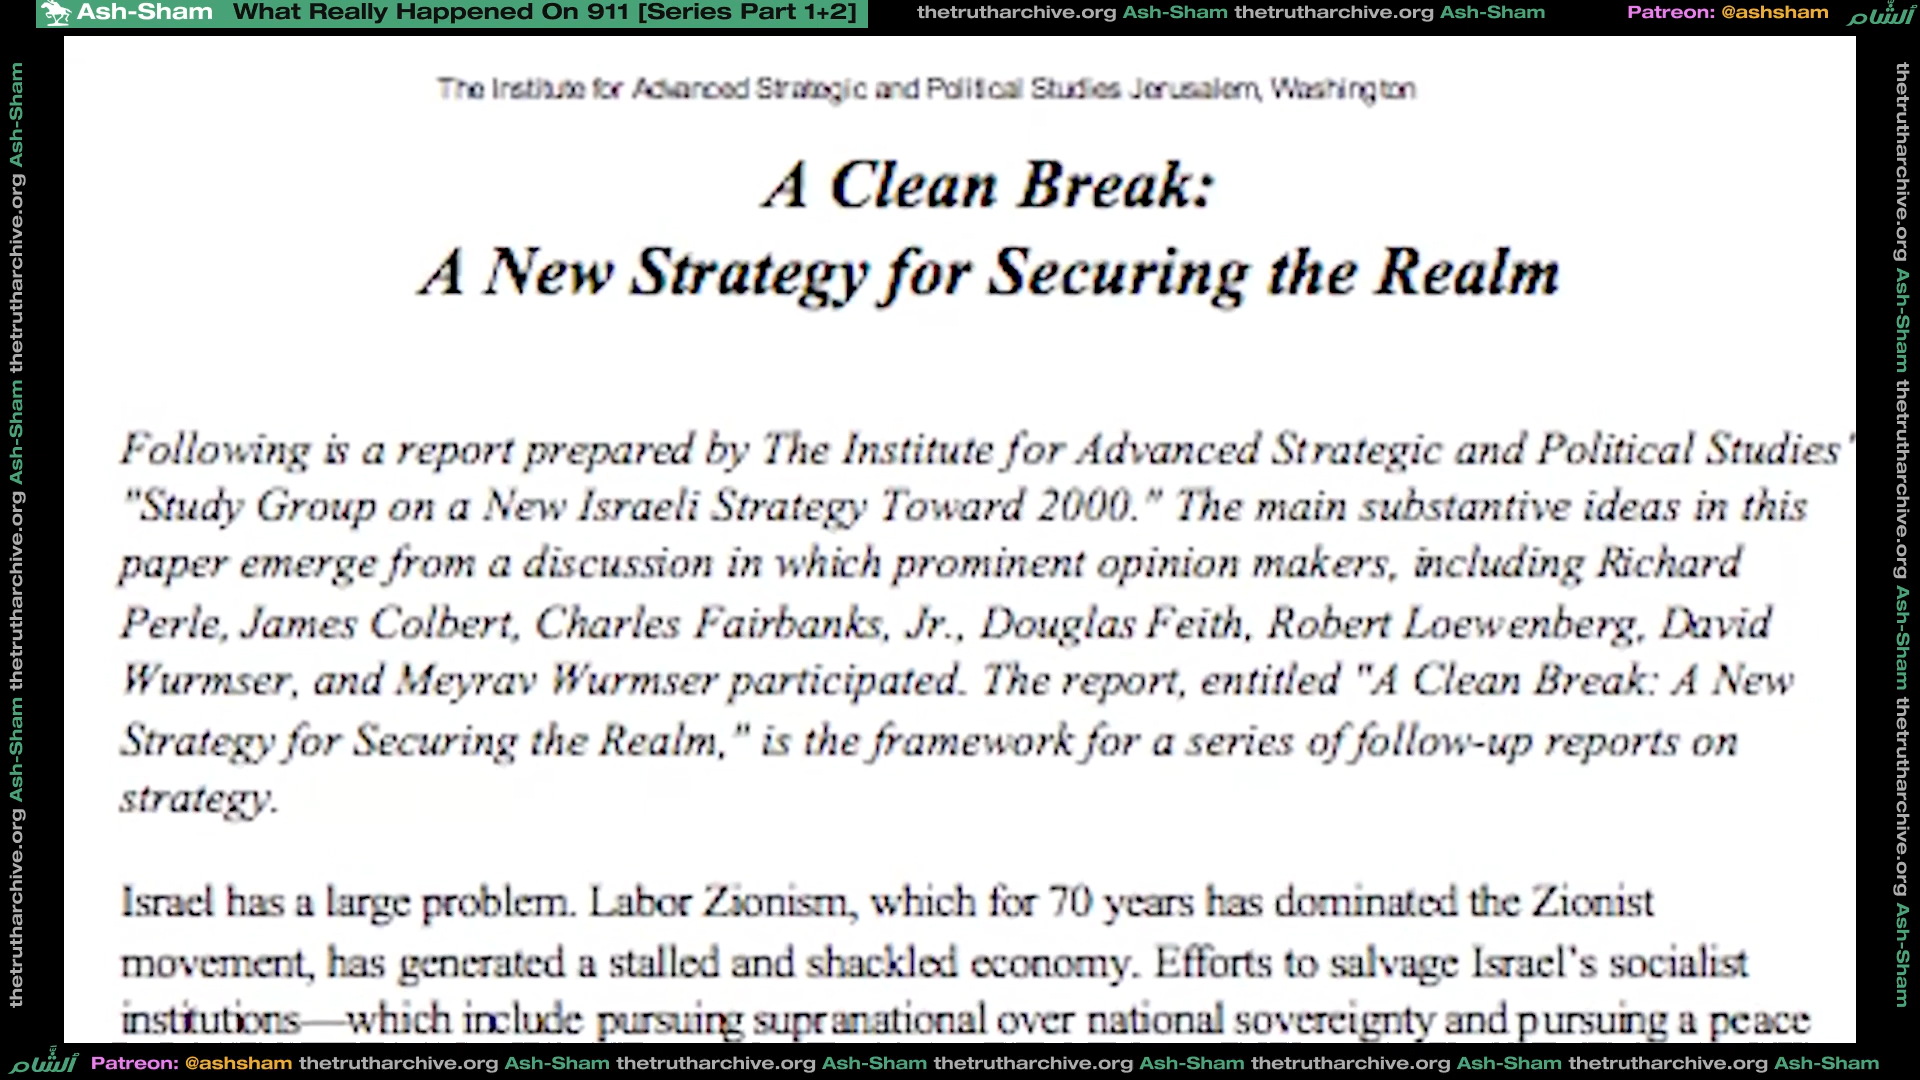 Ash-Sham What Really Happened On 911 [Series Part 1+2] thetrutharchive.org Ash-Sham thetrutharchive.org Ash-Sham Patreon: @ashsham الشام
thetrutharchive.org Ash-Sham thetrutharchive.org Ash-Sham thetrutharchive.org Ash-Sham
The Institute for Advanced Strategic and Political Studies Jerusalem, Washington
A Clean Break:
A New Strategy for Securing the Realm
Following is a report prepared by The Institute for Advanced Strategic and Political Studies'
"Study Group on a New Israeli Strategy Toward 2000." The main substantive ideas in this
paper emerge from a discussion in which prominent opinion makers, including Richard
Perle, James Colbert, Charles Fairbanks, Jr., Douglas Feith, Robert Loewenberg, David
Wurmser, and Meyrav Wurmser participated. The report, entitled "A Clean Break: A New
Strategy for Securing the Realm," is the framework for a series of follow-up reports on
strategy.
Israel has a large problem. Labor Zionism, which for 70 years has dominated the Zionist
movement, has generated a stalled and shackled economy. Efforts to salvage Israel's socialist
institutions—which include pursuing supranational over national sovereignty and pursuing a peace
thetrutharchive.org Ash-Sham thetrutharchive.org Ash-Sham thetrutharchive.org Ash-Sham
الشام Patreon: @ashsham thetrutharchive.org Ash-Sham thetrutharchive.org Ash-Sham thetrutharchive.org Ash-Sham thetrutharchive.org Ash-Sham thetrutharchive.org Ash-Sham